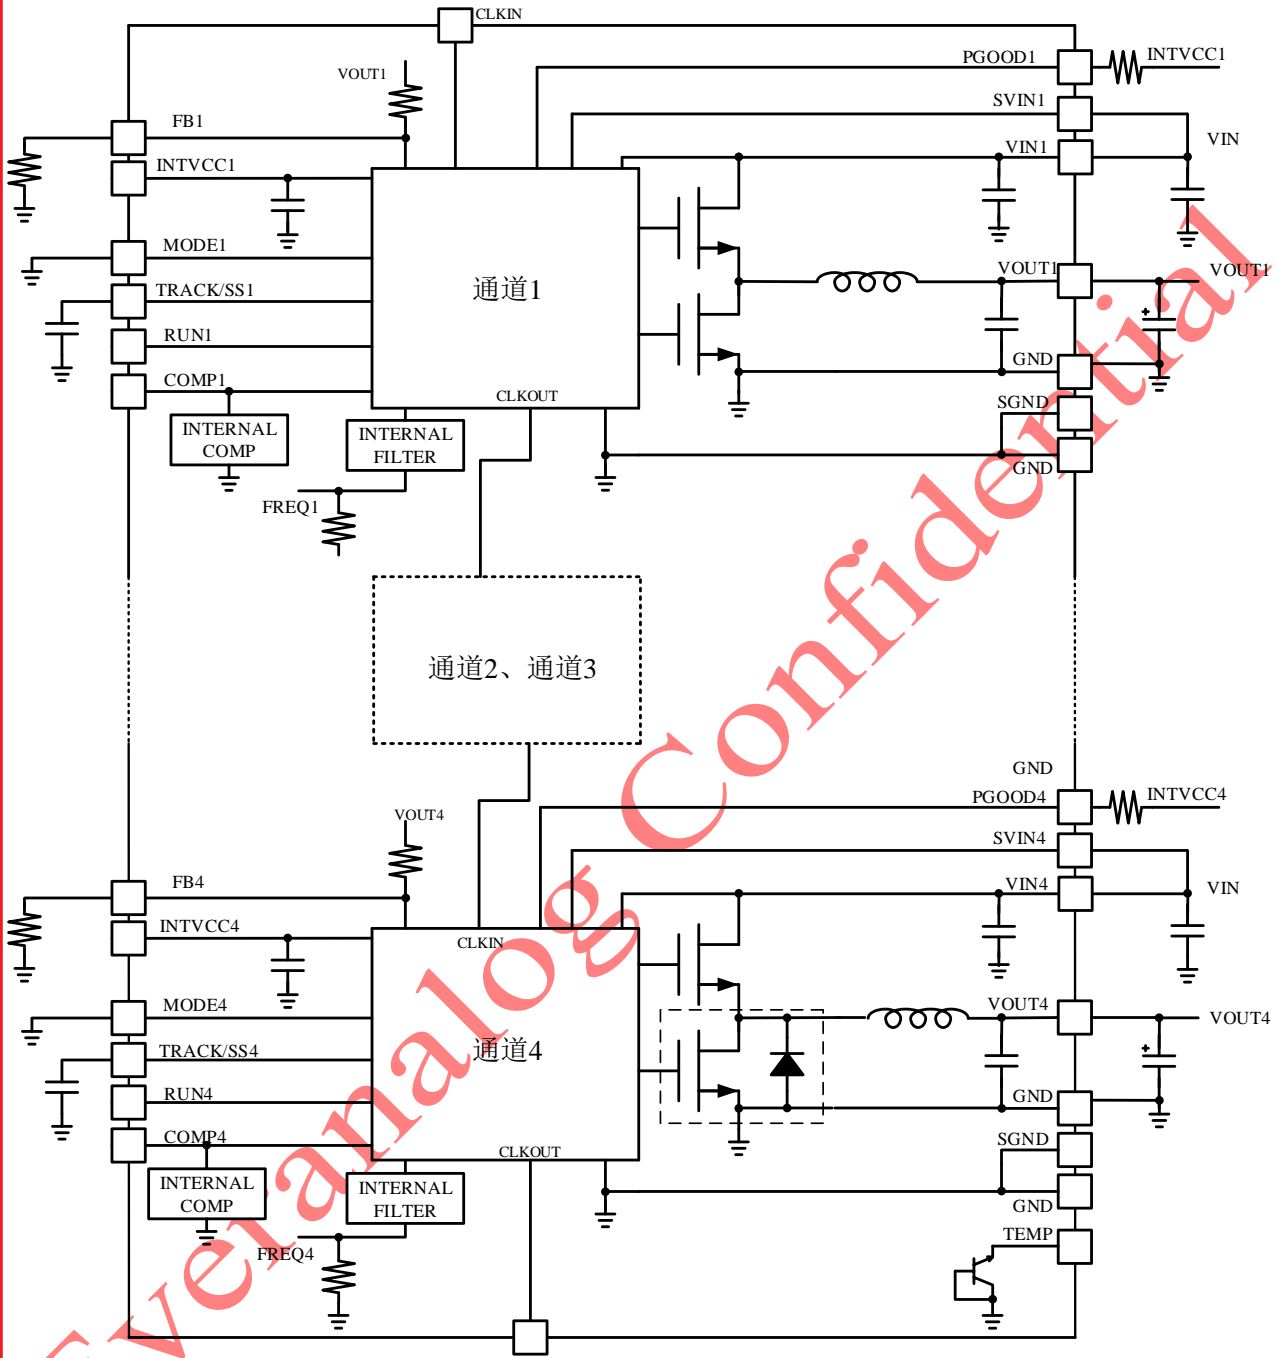 CLKIN
VOUT1
PGOOD1
INTVCC1
SVIN1
FB1
VIN1
VIN
INTVCC1
MODE1
TRACK/SS1
RUN1
COMP1
通道1
VOUT1
VOUT1
GND
CLKOUT
SGND
GND
INTERNAL
COMP
INTERNAL
FILTER
FREQ1
通道2、通道3
GND
PGOOD4
INTVCC4
VOUT4
SVIN4
FB4
VIN4
VIN
INTVCC4
CLKIN
MODE4
TRACK/SS4
RUN4
COMP4
通道4
VOUT4
VOUT4
GND
CLKOUT
SGND
GND
INTERNAL
COMP
INTERNAL
FILTER
FREQ4
TEMP
Everanalog Confidential